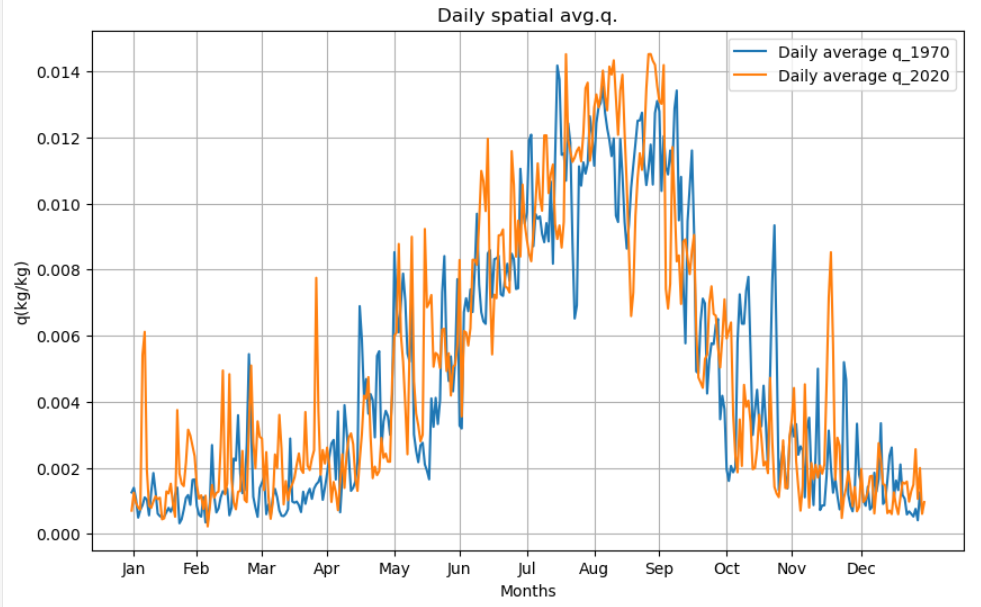 Daily spatial avg.q.
Daily average q_1970
Daily average q_2020
0.014
0.012
0.010
0.008
0.006
0.004
0.002
0.000
q(kg/kg)
Jan Feb Mar Apr May Jun Jul Aug Sep Oct Nov Dec
Months